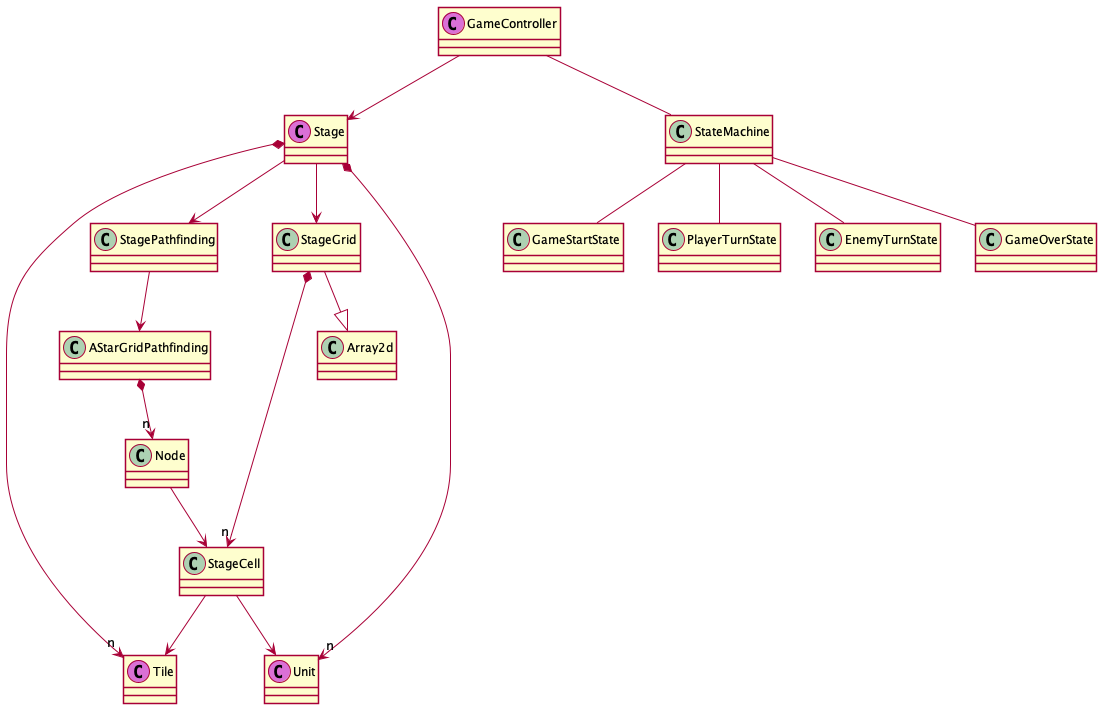 C GameController
C Stage
C StateMachine
C StagePathfinding
C StageGrid
C GameStartState
C PlayerTurnState
C EnemyTurnState
C GameOverState
C AStarGridPathfinding
C Array2d
n
C Node
n
C StageCell
n
n
C Tile
C Unit